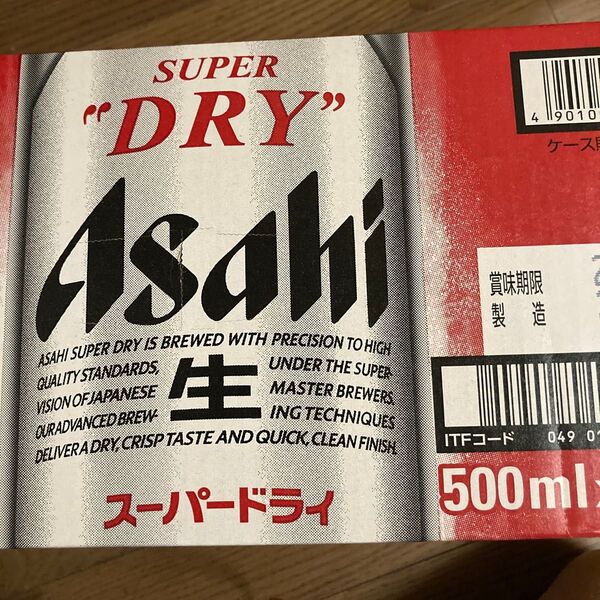 SUPER
"DRY"
Asahi
ASAHI SUPER DRY IS BREWED WITH PRECISION TO HIGH
QUALITY STANDARDS, UNDER THE SUPER-
VISION OF JAPANESE MASTER BREWERS.
OUR ADVANCED BREW- ING TECHNIQUES
DELIVER A DRY, CRISP TASTE AND QUICK, CLEAN FINISH.
生
スーパードライ
4 9010
ケース
賞味期限
製造
ITFコード 049 0
500ml